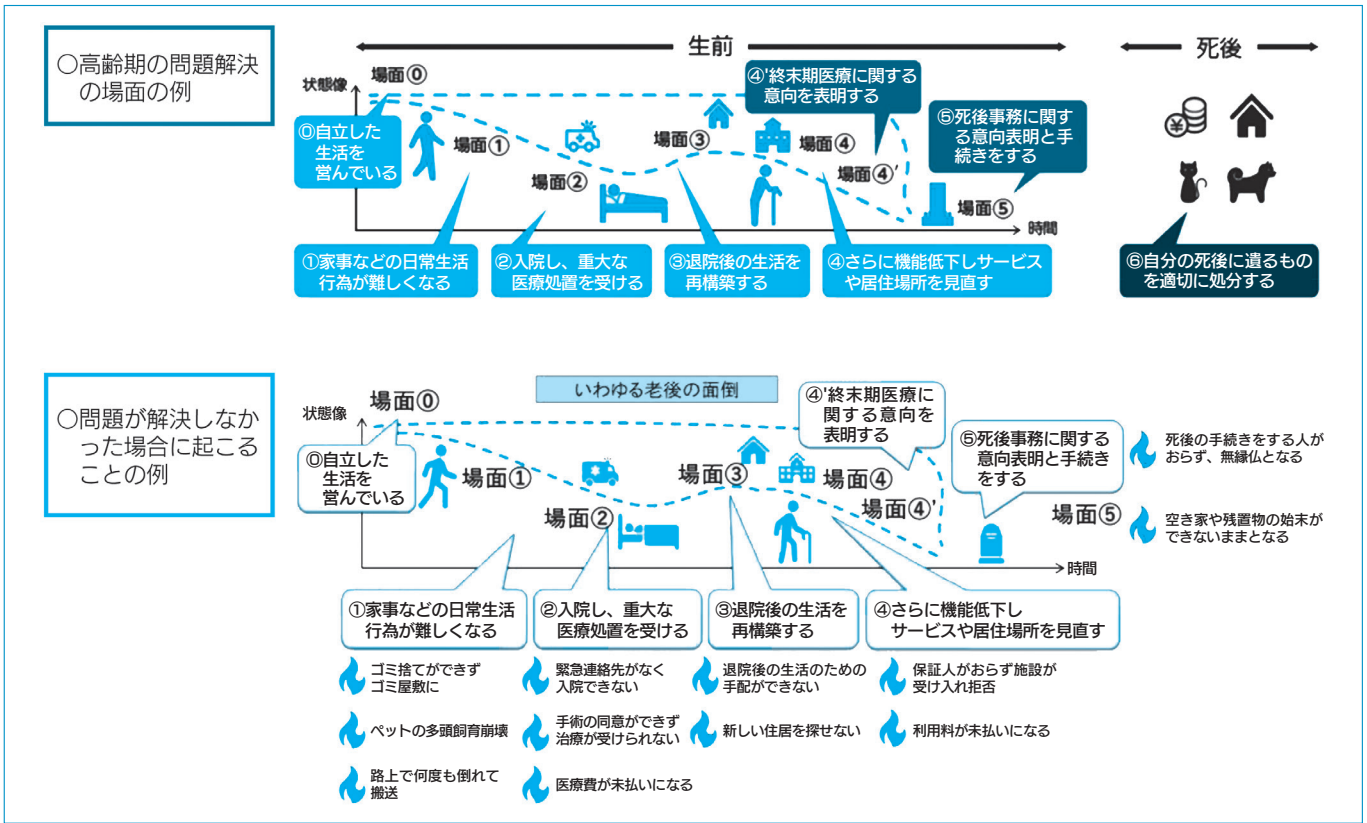 ○高齢期の問題解決
の場面の例
生前
死後
状態像
場面⓪
⓪自立した
生活を
営んでいる
場面①
場面②
場面③
場面④
場面④'
④'終末期医療に関する
意向を表明する
⑤死後事務に関す
る意向表明と手
続きをする
場面⑤
時間
¥
①家事などの日常生活
行為が難しくなる
②入院し、重大な
医療処置を受ける
③退院後の生活を
再構築する
④さらに機能低下しサービス
や居住場所を見直す
⑥自分の死後に遺るもの
を適切に処分する
○問題が解決しなか
った場合に起こる
ことの例
いわゆる老後の面倒
状態像
場面⓪
⓪自立した
生活を
営んでいる
場面①
場面②
場面③
場面④
場面④'
④'終末期医療に
関する意向を
表明する
⑤死後事務に関する
意向表明と手続き
をする
場面⑤
時間
死後の手続きをする人が
おらず、無縁仏となる
空き家や残置物の始末が
できないままとなる
①家事などの日常生活
行為が難しくなる
②入院し、重大な
医療処置を受ける
③退院後の生活を
再構築する
④さらに機能低下し
サービスや居住場所を見直す
ゴミ捨てができず
ゴミ屋敷に
ペットの多頭飼育崩壊
路上で何度も倒れて
搬送
緊急連絡先がなく
入院できない
手術の同意ができず
治療が受けられない
医療費が未払いになる
退院後の生活のための
手配ができない
新しい住居を探せない
保証人がおらず施設が
受け入れ拒否
利用料が未払いになる